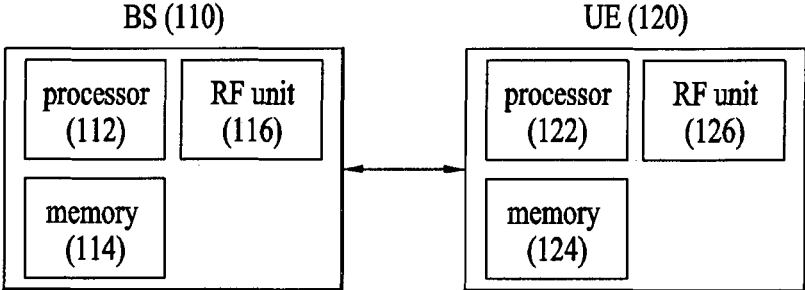 BS (110)
UE (120)
processor
(112)
RF unit
(116)
memory
(114)
processor
(122)
RF unit
(126)
memory
(124)